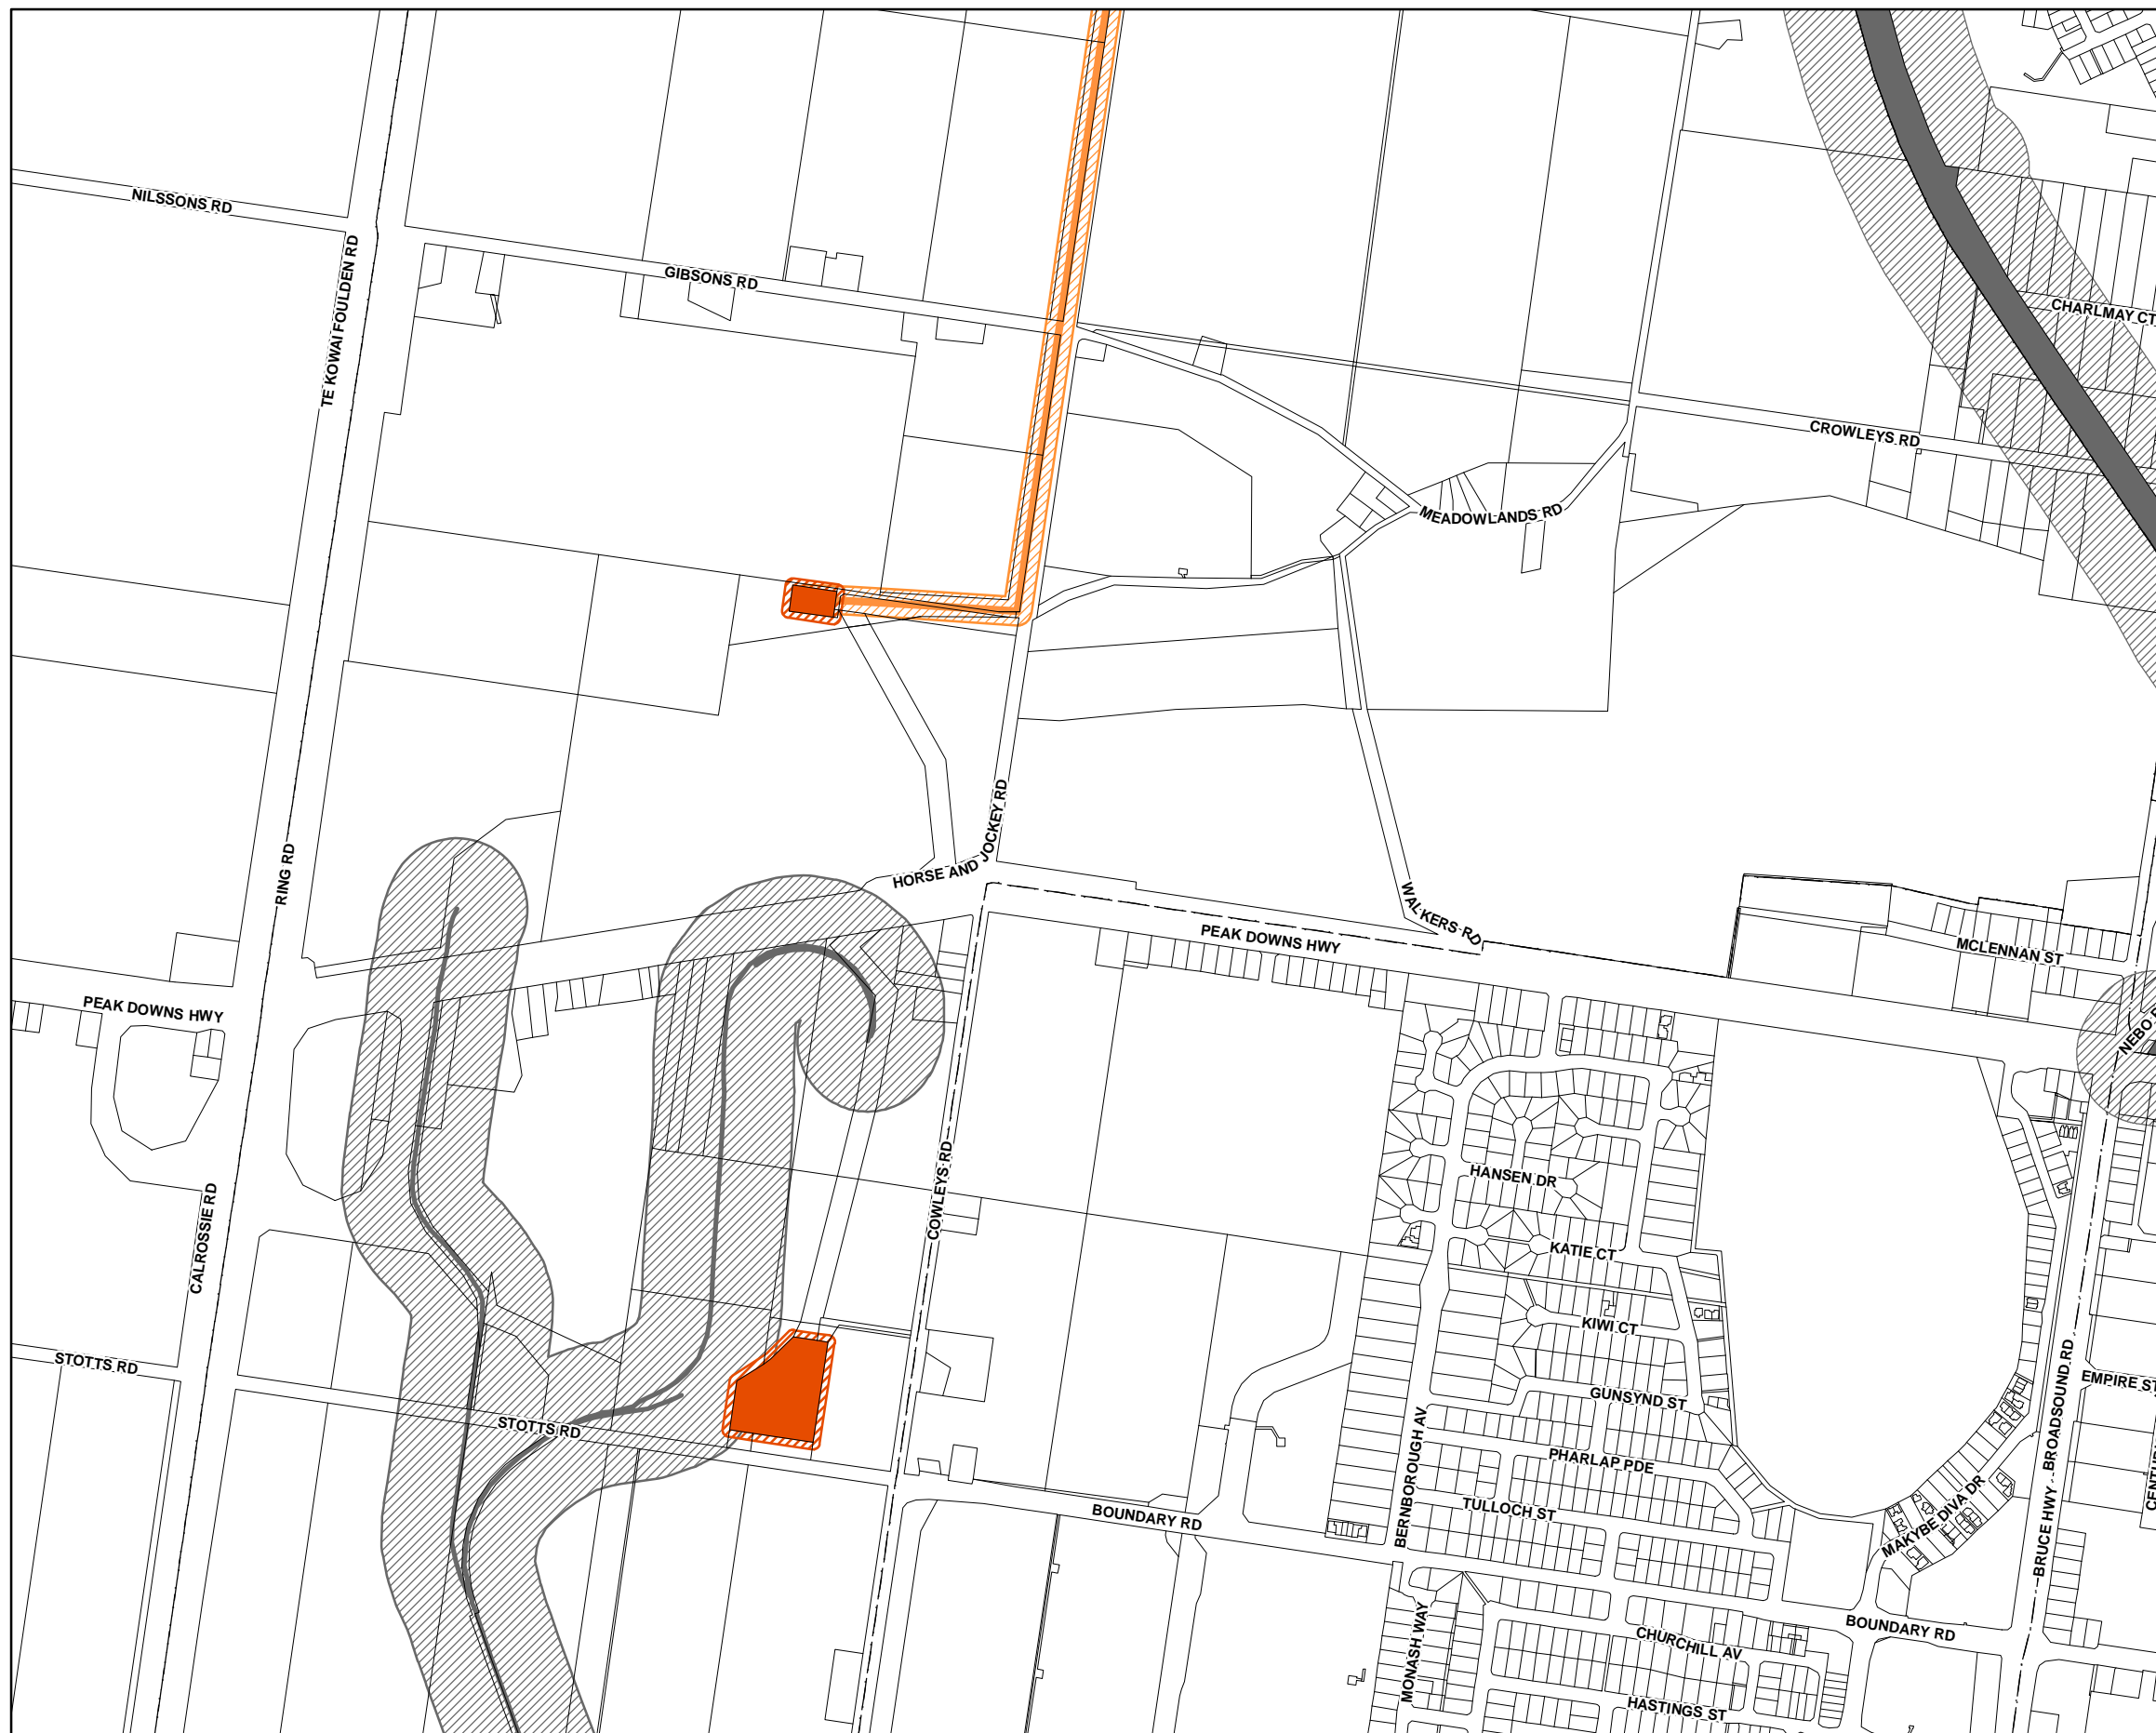 NILSSONS RD
TE KOWAI FOULDEN RD
GIBSONS RD
CHARLMAY CT
CROWLEYS RD
MEADOWLANDS RD
HORSE AND JOCKEY RD
RING RD
WALKERS RD
PEAK DOWNS HWY
MCLENNAN ST
PEAK DOWNS HWY
NEBO
HANSEN DR
COWLEYS RD
CALROSSIE RD
KATIE CT
KIWI CT
STOTTS RD
EMPIRE ST
GUNSYND ST
STOTTS RD
BRUCE HWY - BROADSOUND RD
BERNBOROUGH AV
PHARLAP PDE
TULLOCH ST
BOUNDARY RD
MAKYBE DIVA DR
BOUNDARY RD
CHURCHILL AV
MONASH WAY
HASTINGS ST